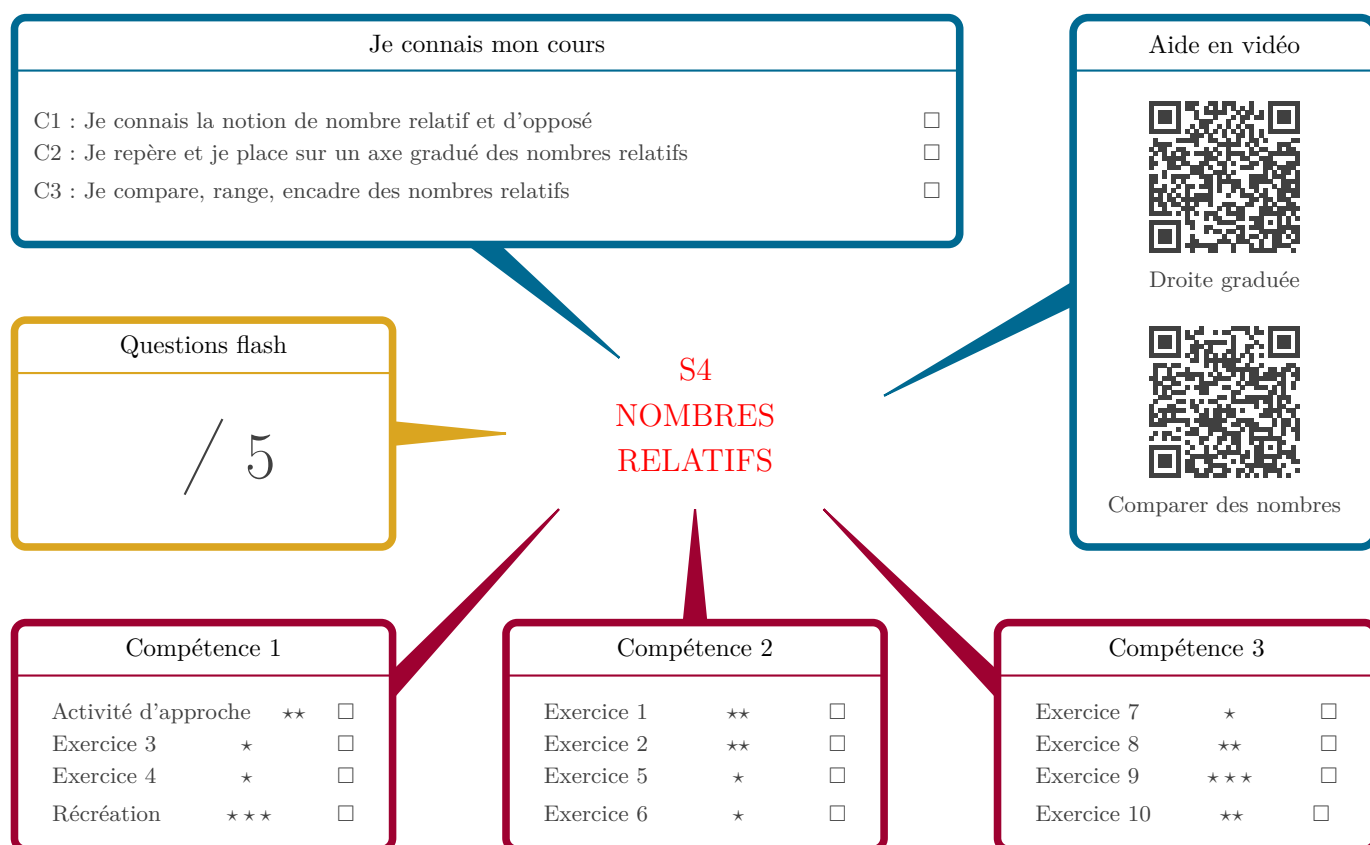 Je connais mon cours
C1 : Je connais la notion de nombre relatif et d'opposé □
C2 : Je repère et je place sur un axe gradué des nombres relatifs □
C3 : Je compare, range, encadre des nombres relatifs □
Aide en vidéo
Droite graduée
Comparer des nombres
Questions flash
/ 5
S4
NOMBRES
RELATIFS
Compétence 1
Activité d'approche ⋆⋆ □
Exercice 3 ⋆ □
Exercice 4 ⋆ □
Récréation ⋆⋆⋆ □
Compétence 2
Exercice 1 ⋆⋆ □
Exercice 2 ⋆⋆ □
Exercice 5 ⋆ □
Exercice 6 ⋆ □
Compétence 3
Exercice 7 ⋆ □
Exercice 8 ⋆⋆ □
Exercice 9 ⋆⋆⋆ □
Exercice 10 ⋆⋆ □